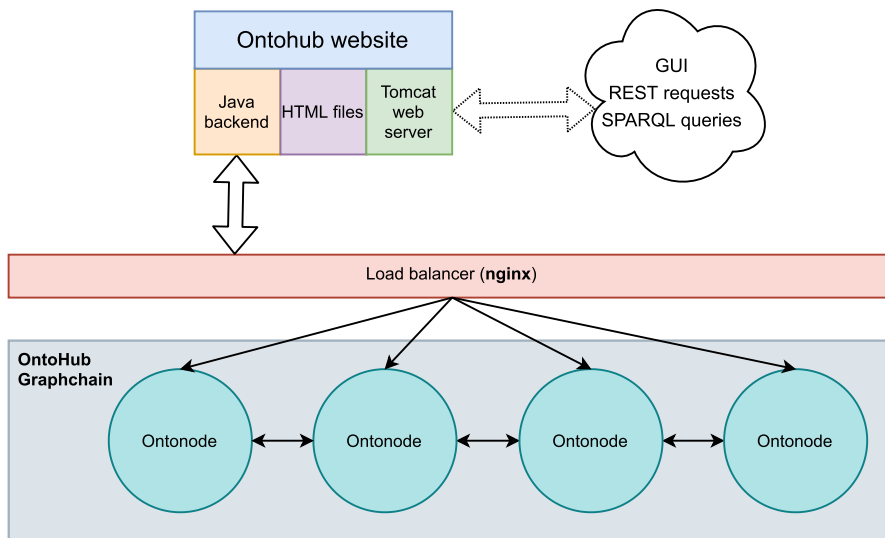 Ontohub website
Java
backend
HTML files
Tomcat
web
server
GUI
REST requests
SPARQL queries
Load balancer (nginx)
OntoHub
Graphchain
Ontonode
Ontonode
Ontonode
Ontonode